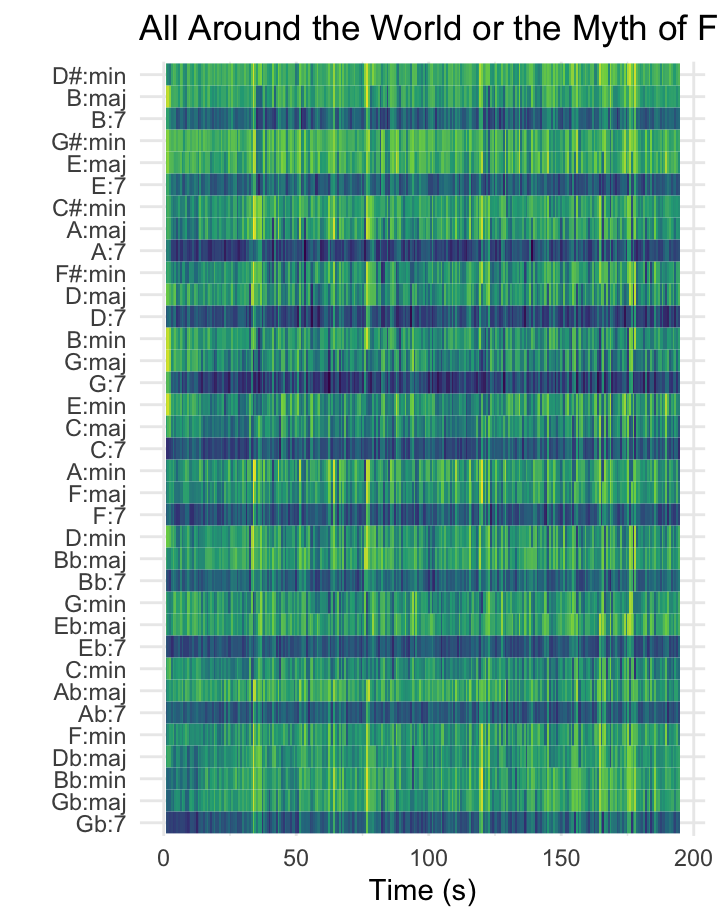 All Around the World or the Myth of F
D#:min
B:maj
B:7
G#:min
E:maj
E:7
C#:min
A:maj
A:7
F#:min
D:maj
D:7
B:min
G:maj
G:7
E:min
C:maj
C:7
A:min
F:maj
F:7
D:min
Bb:maj
Bb:7
G:min
Eb:maj
Eb:7
C:min
Ab:maj
Ab:7
F:min
Db:maj
Bb:min
Gb:maj
Gb:7
0 50 100 150 200
Time (s)